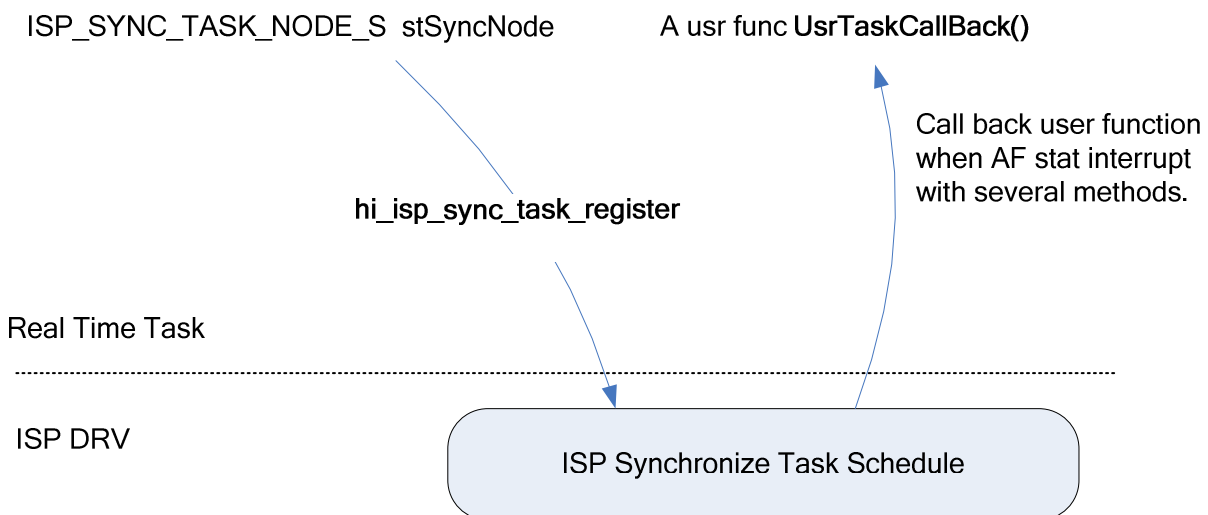 ISP_SYNC_TASK_NODE_S stSyncNode
A usr func UsrTaskCallBack()
Call back user function
when AF stat interrupt
with several methods.
hi_isp_sync_task_register
Real Time Task
ISP DRV
ISP Synchronize Task Schedule